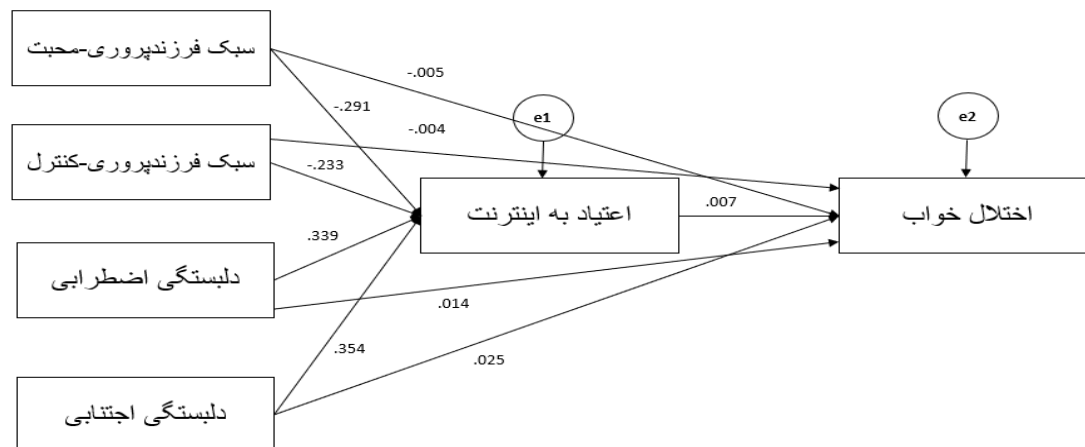 سبک فرزندپروری-محبت
-.005
-.291
e1
e2
-.004
سبک فرزندپروری-کنترل
-.233
اعتیاد به اینترنت
.007
اختلال خواب
.339
دلبستگی اضطرابی
.014
.354
.025
دلبستگی اجتنابی